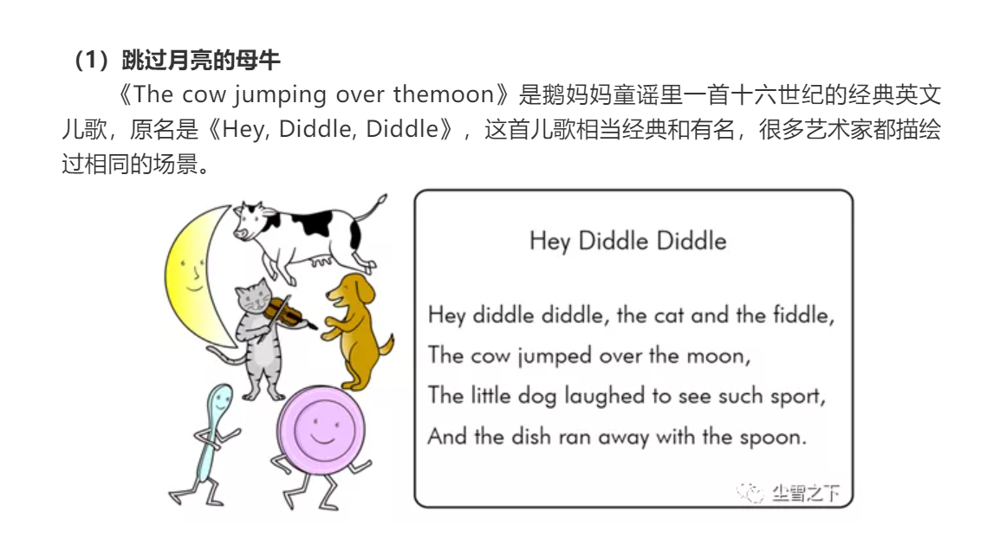 （1）跳过月亮的母牛
《The cow jumping over themoon》是鹅妈妈童谣里一首十六世纪的经典英文
儿歌，原名是《Hey, Diddle, Diddle》，这首儿歌相当经典和有名，很多艺术家都描绘
过相同的场景。
Hey Diddle Diddle
Hey diddle diddle, the cat and the fiddle,
The cow jumped over the moon,
The little dog laughed to see such sport,
And the dish ran away with the spoon.
尘雪之下